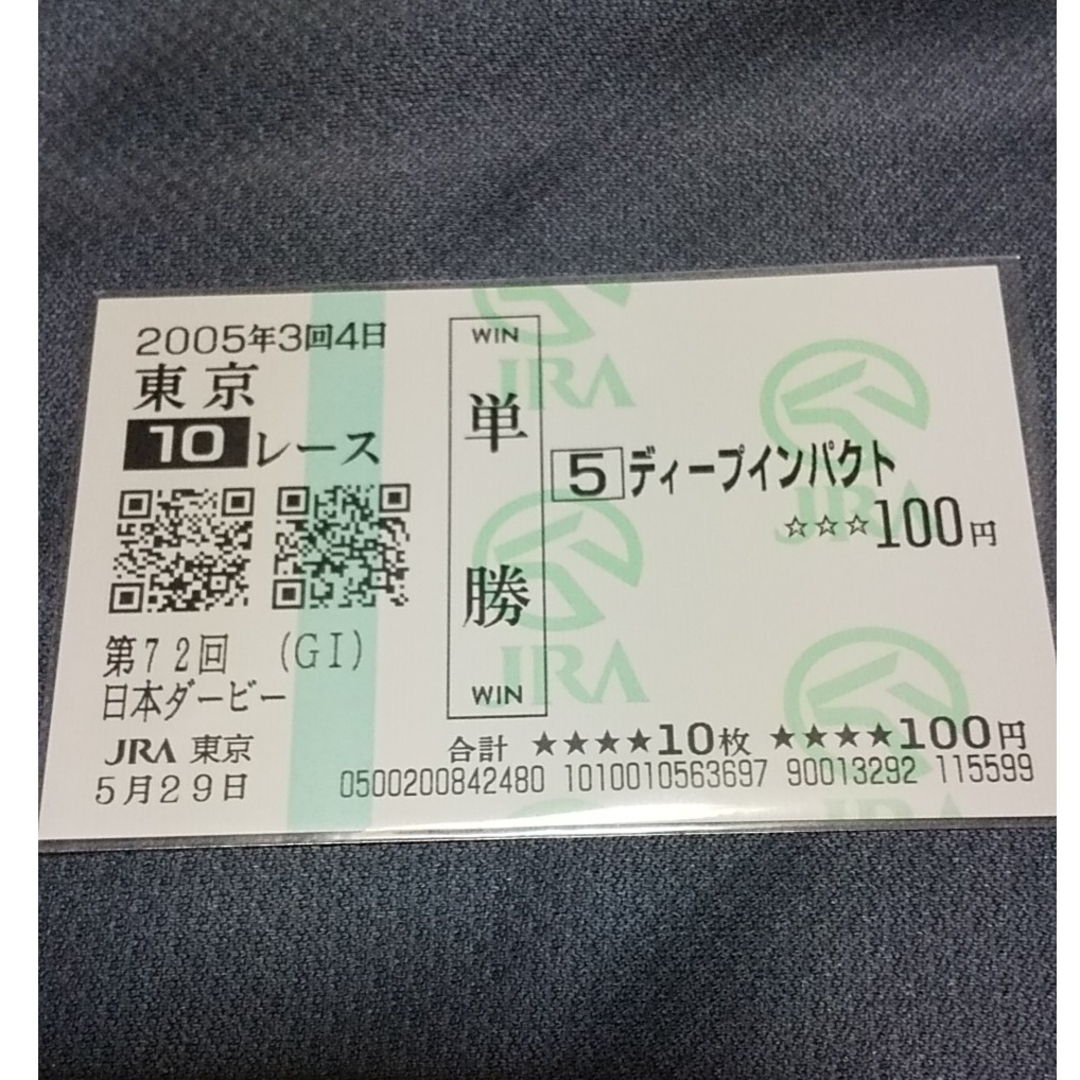 2005年3回4日
東京
10レース
第72回 (GI)
日本ダービー
JRA 東京
5月29日
WIN
単勝
WIN
5 ディープインパクト
☆☆☆100円
合計 ★★★★10枚 ★★★★100円
0500200842480 1010010563697 90013292 115599
JRA
JRA
JRA
JRA